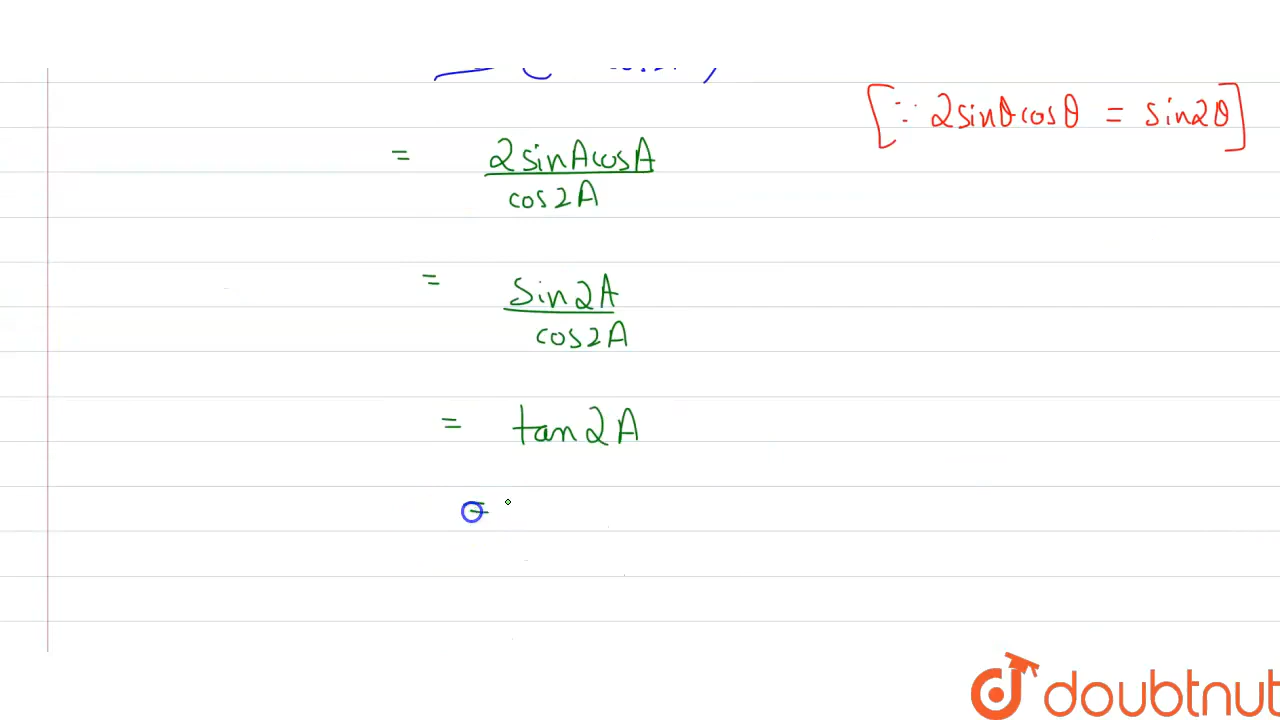 [∵ 2sinθcosθ = sin2θ]
= 2sinAcosA
cos2A
= sin2A
cos2A
= tan2A
=
doubtnut